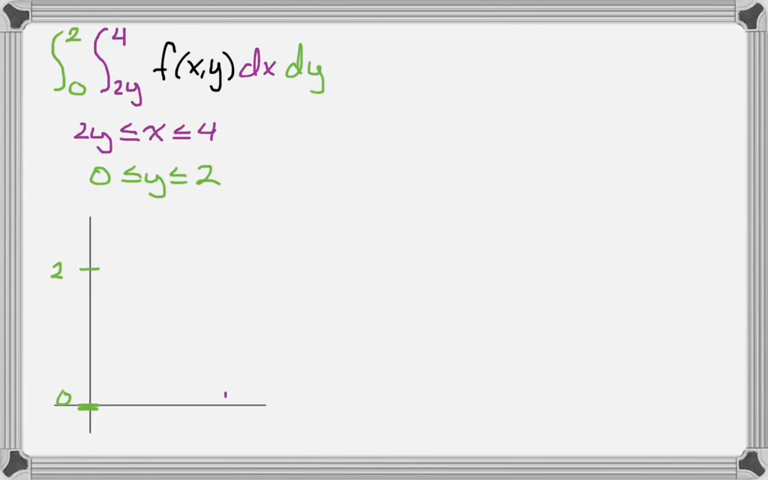 ∫₀² ∫₂ᵧ⁴ f(x,y) dx dy
2y ≤ x ≤ 4
0 ≤ y ≤ 2
2
0